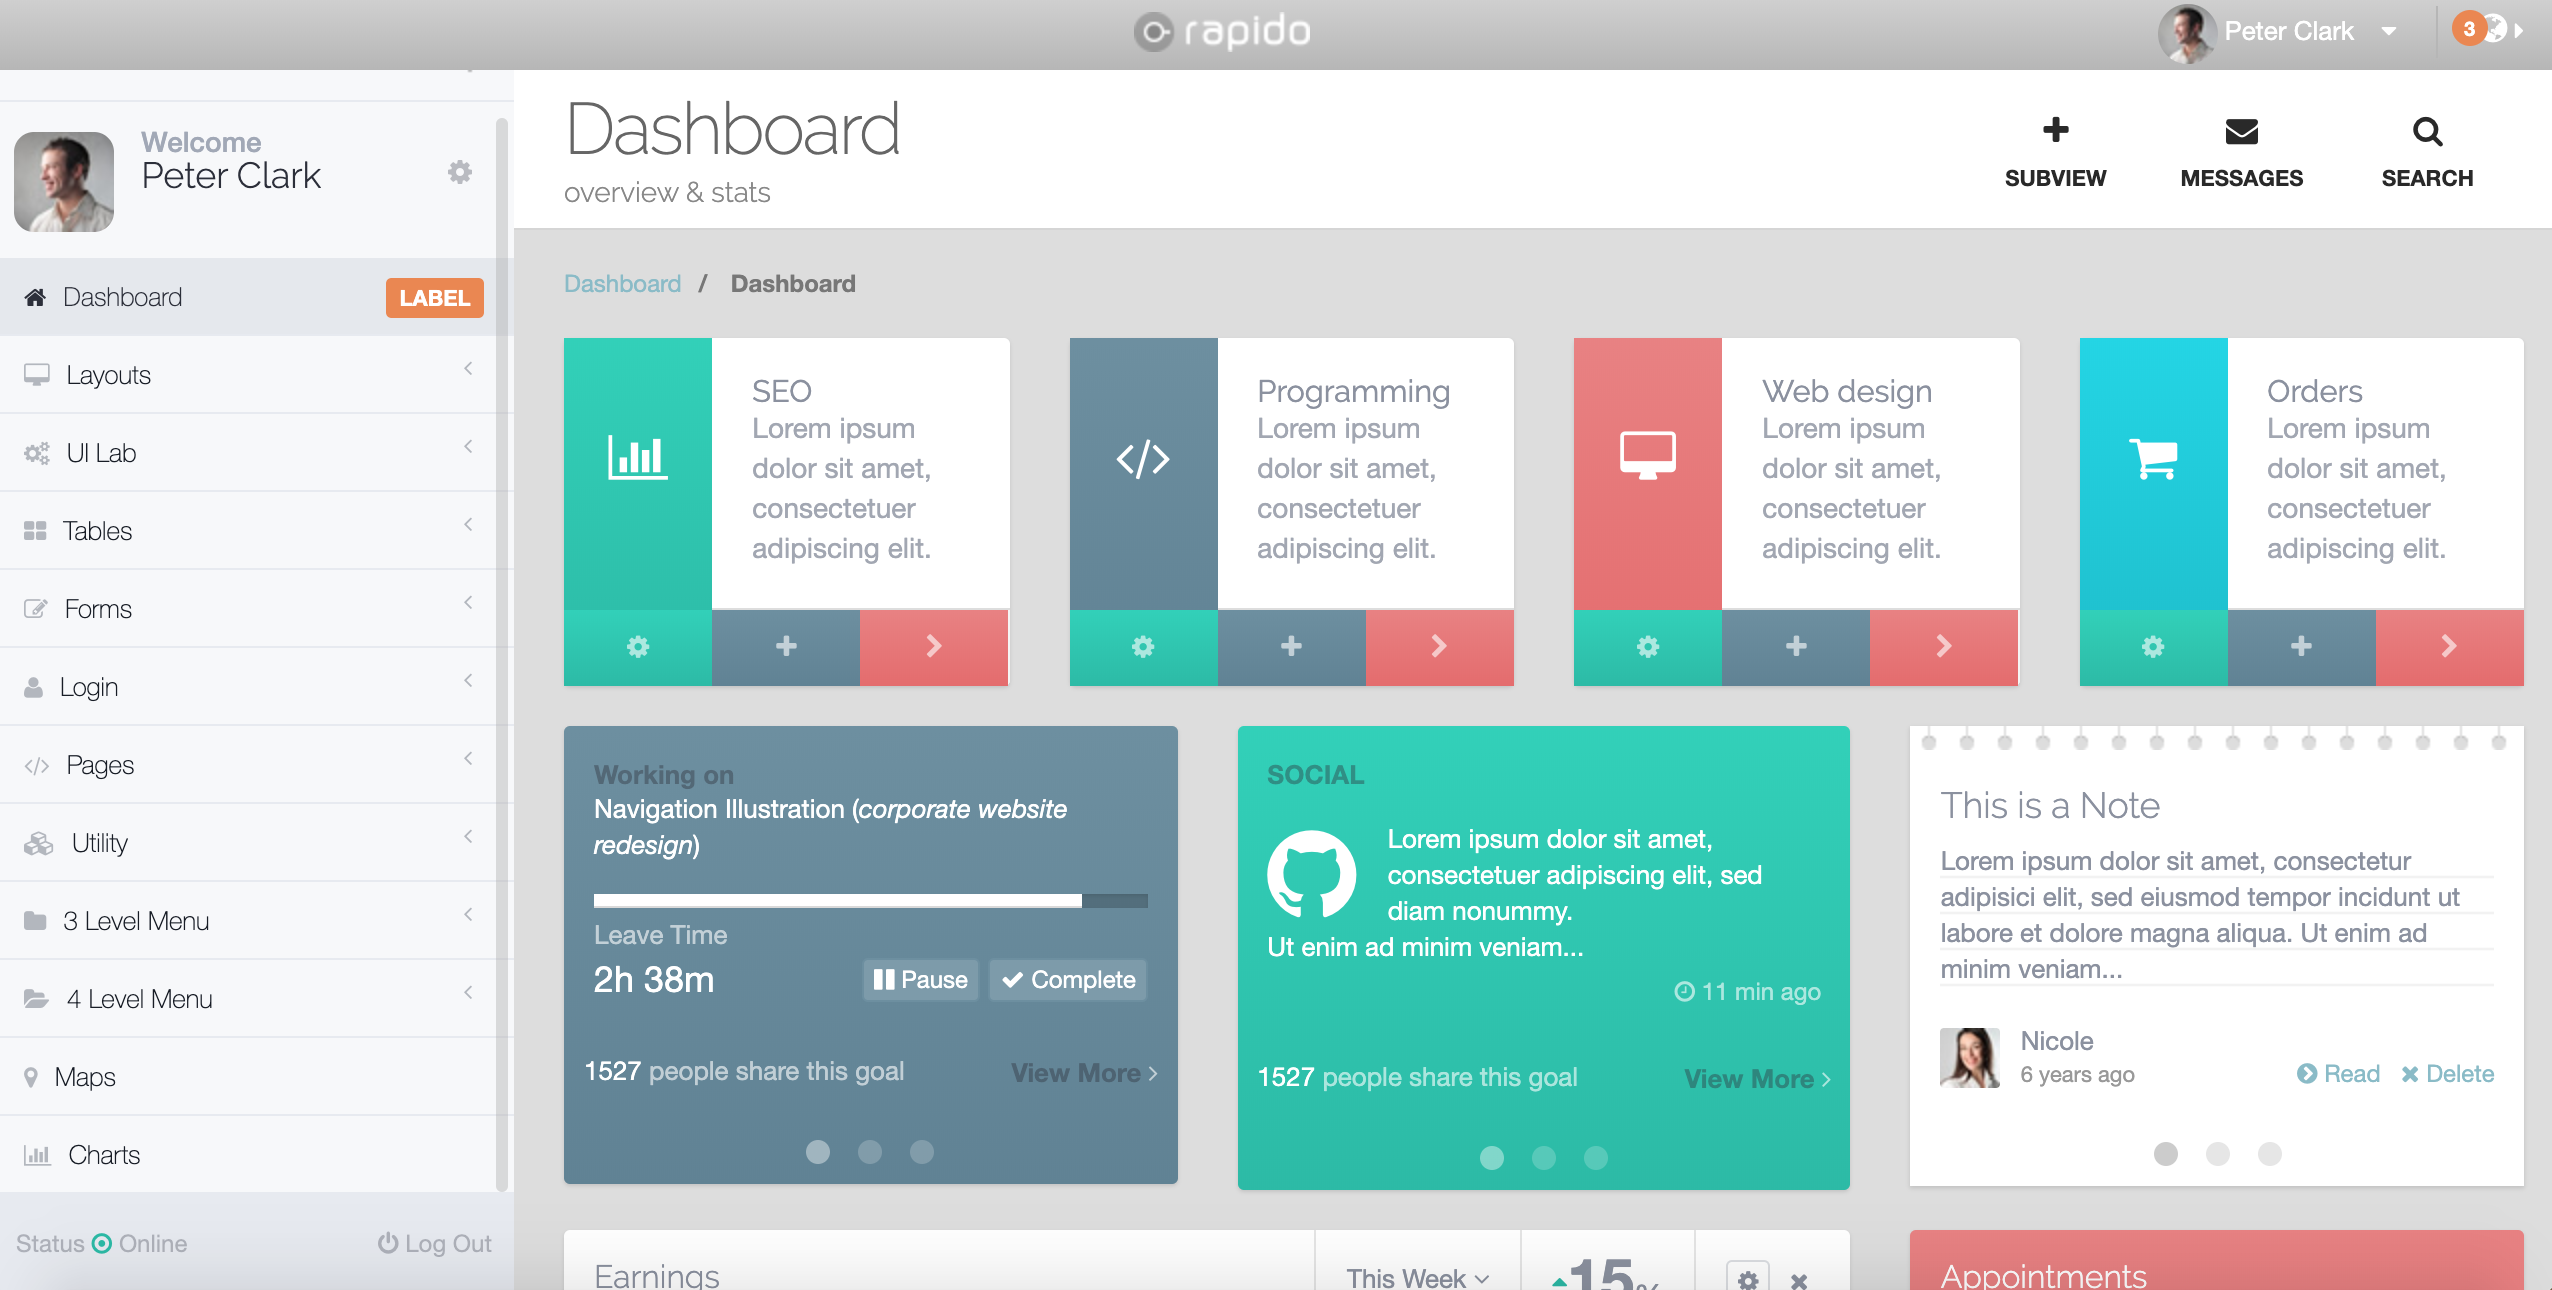 rapido
Peter Clark
3
Welcome
Peter Clark
Dashboard
LABEL
Layouts
UI Lab
Tables
Forms
Login
Pages
Utility
3 Level Menu
4 Level Menu
Maps
Charts
Status Online
Log Out
Dashboard
overview & stats
SUBVIEW
MESSAGES
SEARCH
Dashboard / Dashboard
SEO
Lorem ipsum
dolor sit amet,
consectetuer
adipiscing elit.
Programming
Lorem ipsum
dolor sit amet,
consectetuer
adipiscing elit.
Web design
Lorem ipsum
dolor sit amet,
consectetuer
adipiscing elit.
Orders
Lorem ipsum
dolor sit amet,
consectetuer
adipiscing elit.
Working on
Navigation Illustration (corporate website
redesign)
Leave Time
2h 38m
Pause
Complete
1527 people share this goal
View More
SOCIAL
Lorem ipsum dolor sit amet,
consectetuer adipiscing elit, sed
diam nonummy.
Ut enim ad minim veniam...
11 min ago
1527 people share this goal
View More
This is a Note
Lorem ipsum dolor sit amet, consectetur
adipisici elit, sed eiusmod tempor incidunt ut
labore et dolore magna aliqua. Ut enim ad
minim veniam...
Nicole
6 years ago
Read
Delete
Earnings
This Week
15%
Appointments